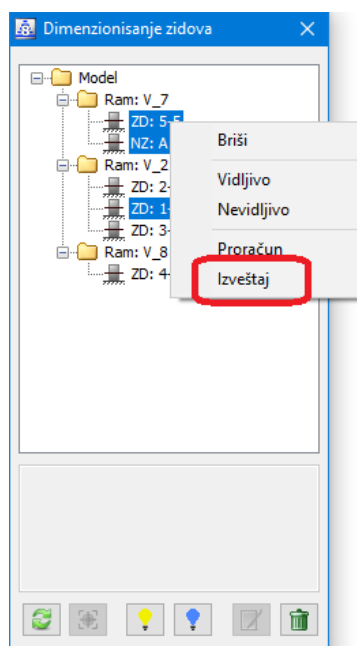 Dimenzionisanje zidova
Model
Ram: V_7
ZD: 5-5
NZ: A
Ram: V_2
ZD: 2-
ZD: 1-
ZD: 3-
Ram: V_8
ZD: 4-
Briši
Vidljivo
Nevidljivo
Proračun
Izveštaj